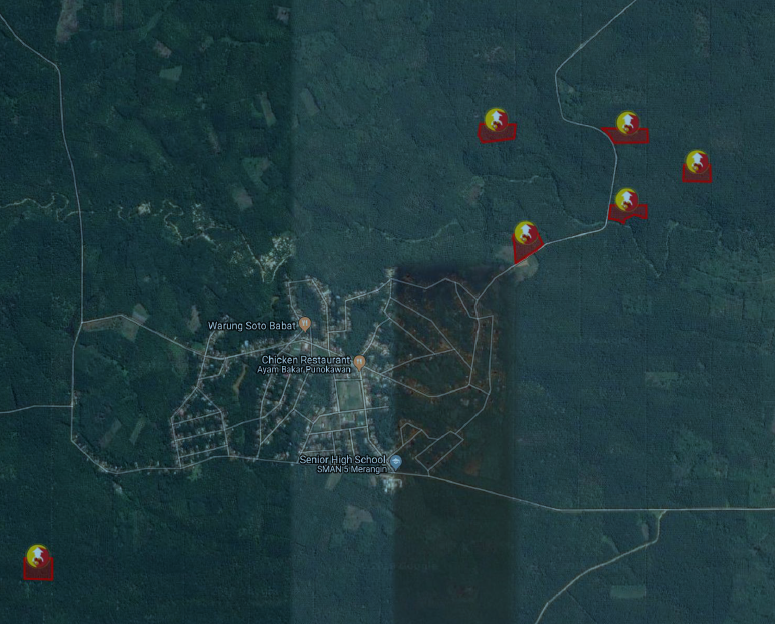 Warung Soto Babat
Chicken Restaurant
Ayam Bakar Punokawan
Senior High School
SMAN 5 Merangin